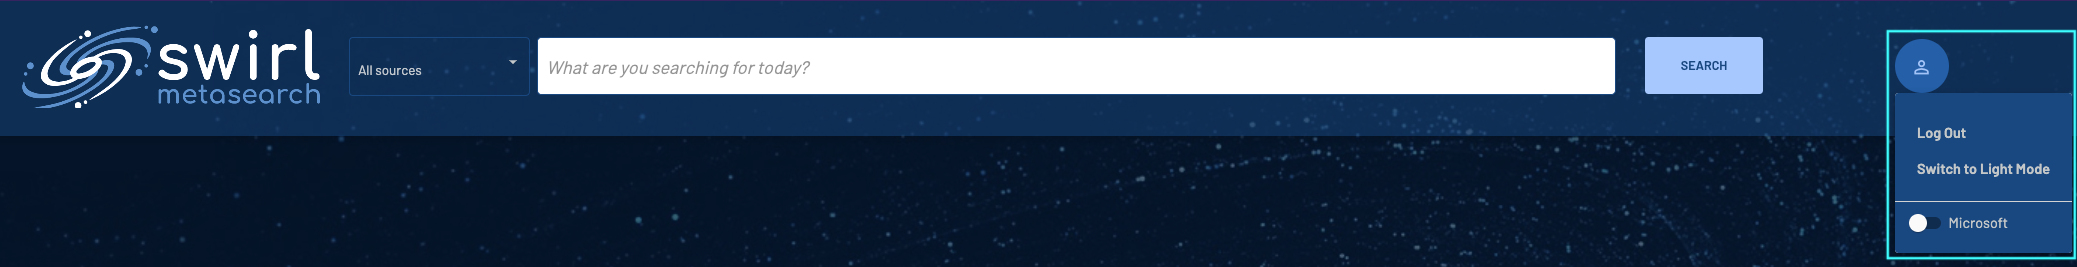 swirl
metasearch
All sources
What are you searching for today?
SEARCH
Log Out
Switch to Light Mode
Microsoft